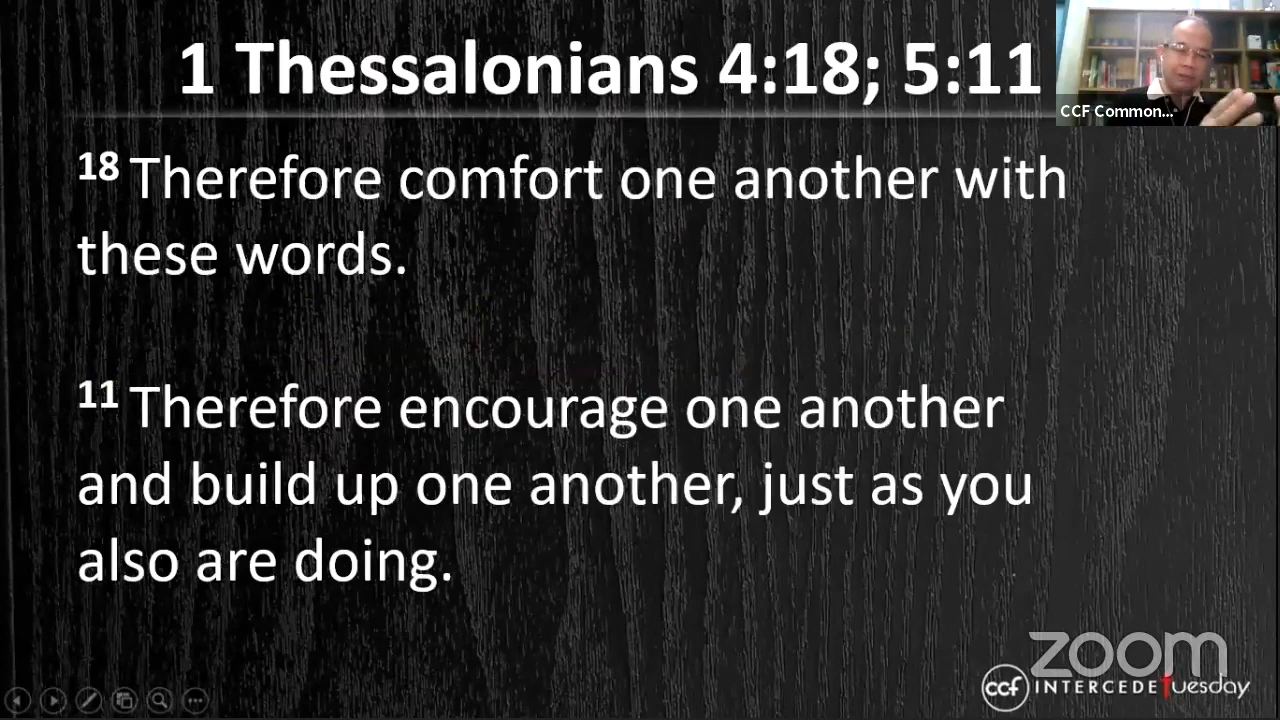 1 Thessalonians 4:18; 5:11
CCF Common...
18 Therefore comfort one another with
these words.
11 Therefore encourage one another
and build up one another, just as you
also are doing.
zoom
ccf INTERCEDE Tuesday